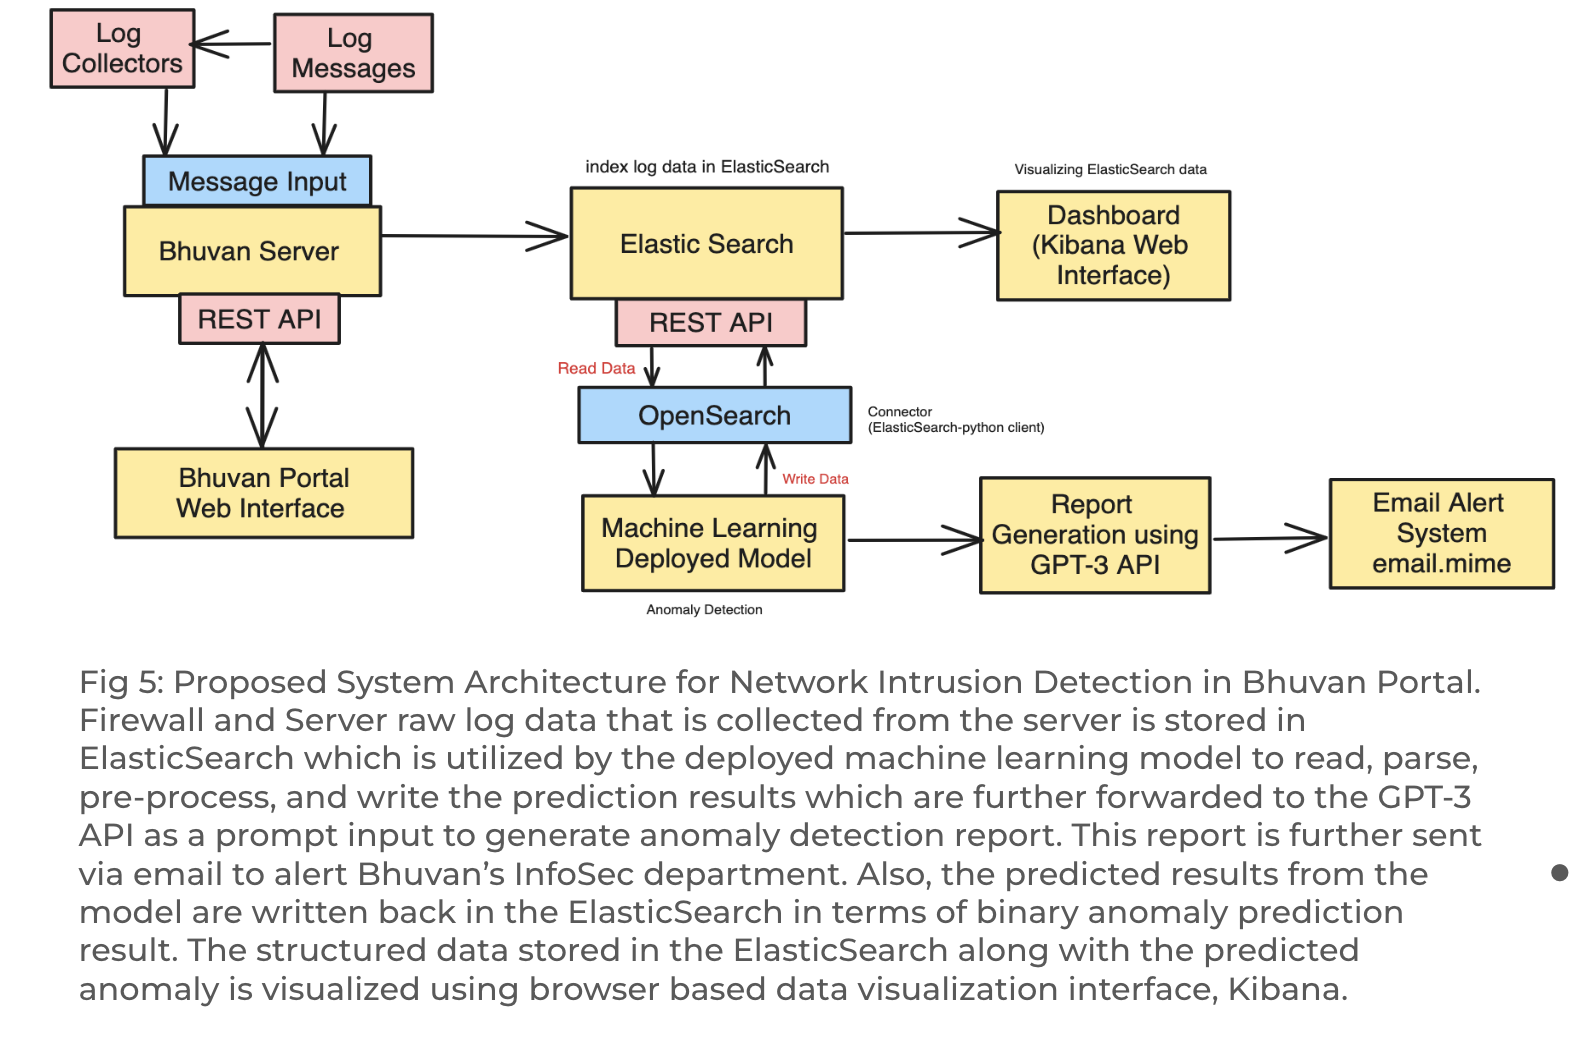 Log
Collectors
Log
Messages
Message Input
Bhuvan Server
REST API
Bhuvan Portal
Web Interface
index log data in ElasticSearch
Elastic Search
REST API
Read Data
OpenSearch
Connector
(ElasticSearch-python client)
Write Data
Machine Learning
Deployed Model
Anomaly Detection
Visualizing ElasticSearch data
Dashboard
(Kibana Web
Interface)
Report
Generation using
GPT-3 API
Email Alert
System
email.mime
Fig 5: Proposed System Architecture for Network Intrusion Detection in Bhuvan Portal.
Firewall and Server raw log data that is collected from the server is stored in
ElasticSearch which is utilized by the deployed machine learning model to read, parse,
pre-process, and write the prediction results which are further forwarded to the GPT-3
API as a prompt input to generate anomaly detection report. This report is further sent
via email to alert Bhuvan’s InfoSec department. Also, the predicted results from the
model are written back in the ElasticSearch in terms of binary anomaly prediction
result. The structured data stored in the ElasticSearch along with the predicted
anomaly is visualized using browser based data visualization interface, Kibana.